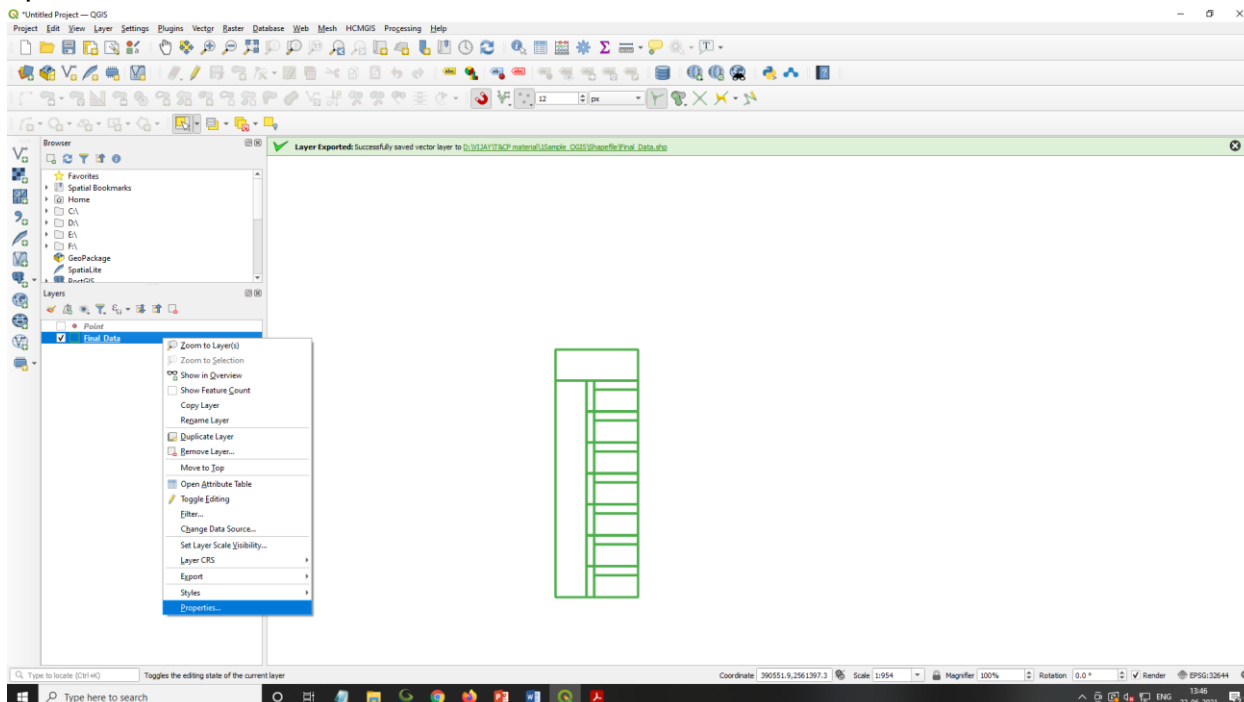 *Untitled Project — QGIS
Project Edit View Layer Settings Plugins Vector Raster Database Web Mesh HCMGIS Processing Help
12 px
Browser
Layer Exported: Successfully saved vector layer to D:\VIJAY\T&CP material\1Sample_QGIS\Shapefile\Final_Data.shp
Favorites
Spatial Bookmarks
Home
C:\
D:\
E:\
F:\
GeoPackage
SpatiaLite
PostGIS
Layers
Point
Final_Data
Zoom to Layer(s)
Zoom to Selection
Show in Overview
Show Feature Count
Copy Layer
Rename Layer
Duplicate Layer
Remove Layer...
Move to Top
Open Attribute Table
Toggle Editing
Filter...
Change Data Source...
Set Layer Scale Visibility...
Layer CRS
Export
Styles
Properties...
Type to locate (Ctrl+K) Toggles the editing state of the current layer Coordinate 390551.9,2561397.3 Scale 1:954 Magnifier 100% Rotation 0.0 ° Render EPSG:32644
Type here to search ENG 13:46
22-06-2021